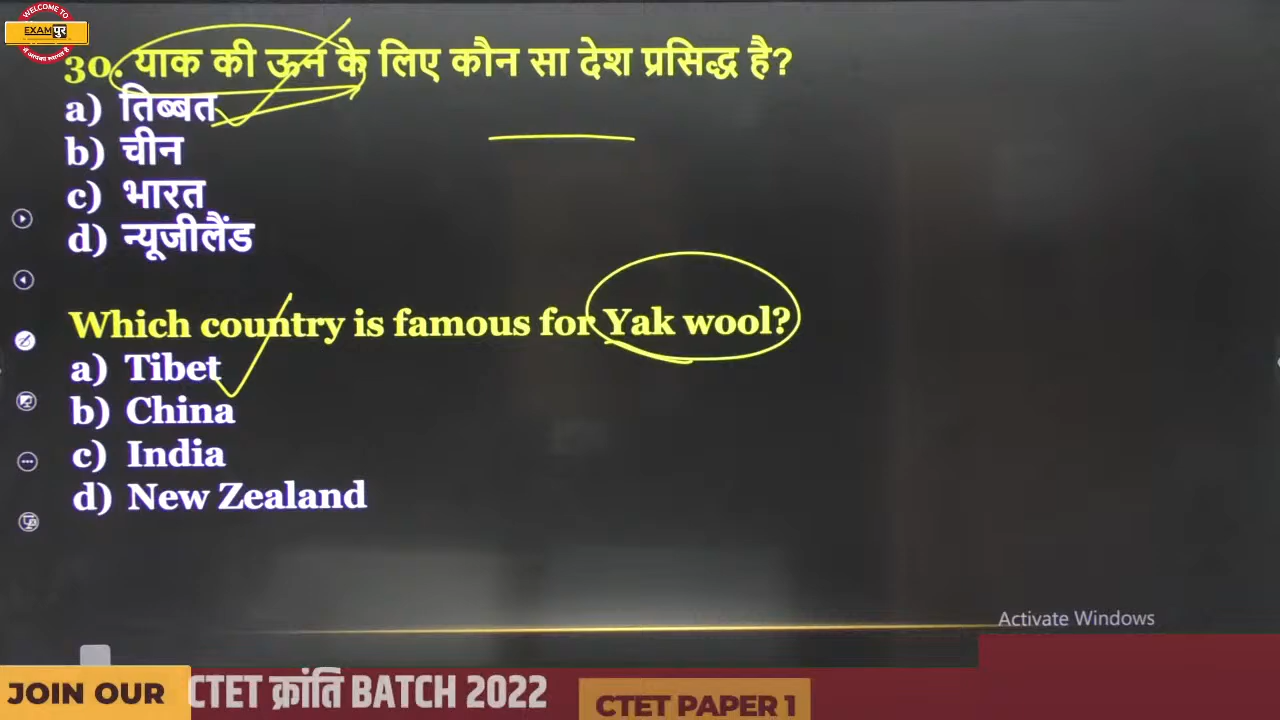 WELCOME TO
EXAMपुर
30. याक की ऊन के लिए कौन सा देश प्रसिद्ध है?
a) तिब्बत
b) चीन
c) भारत
d) न्यूजीलैंड
Which country is famous for Yak wool?
a) Tibet
b) China
c) India
d) New Zealand
Activate Windows
JOIN OUR CTET क्रांति BATCH 2022
CTET PAPER 1